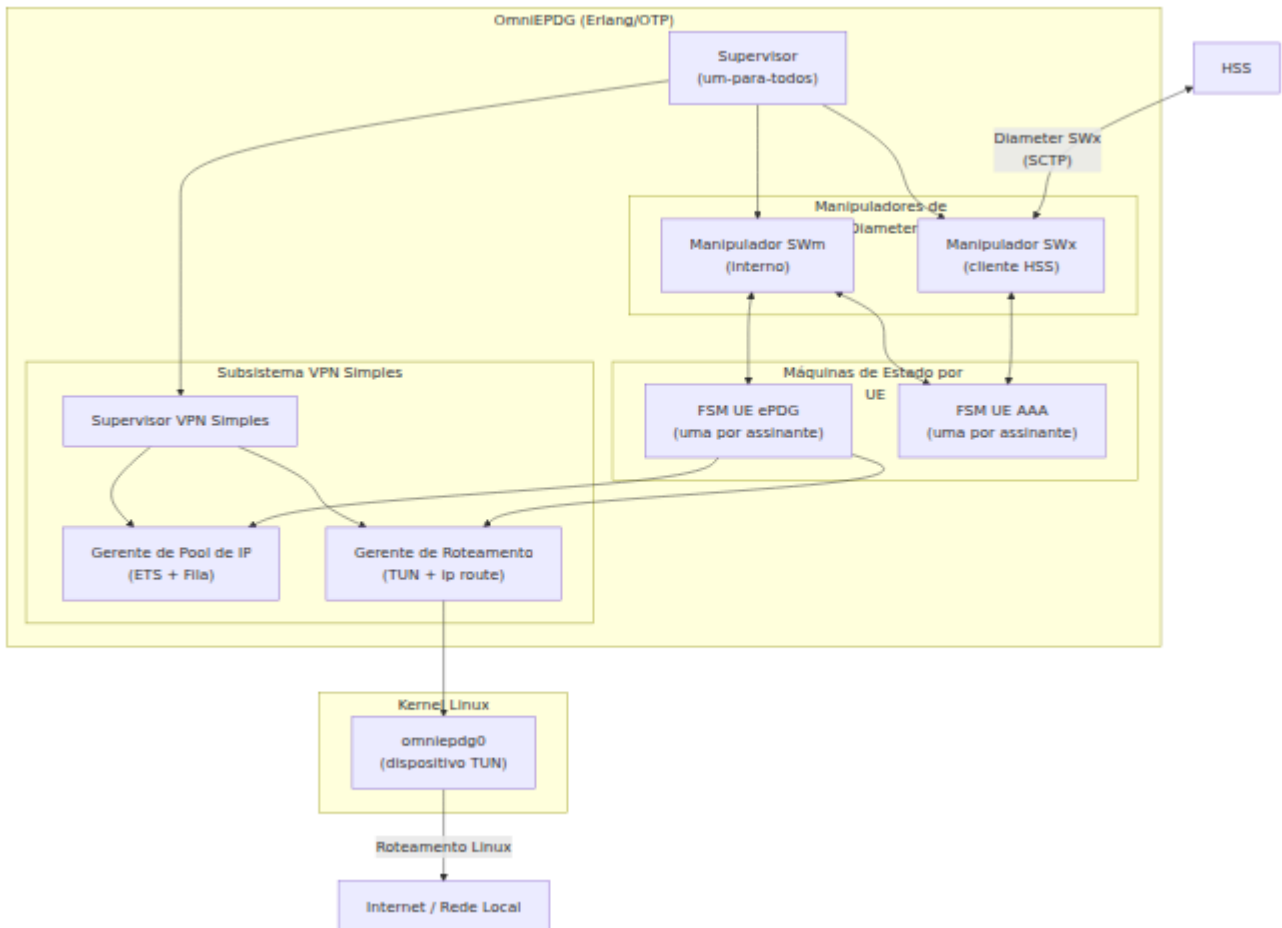 OmniEPDG (Erlang/OTP)
Supervisor
(um-para-todos)
HSS
Diameter SWx
(SCTP)
Manipuladores de
Diameter
Manipulador SWm
(interno)
Manipulador SWx
(cliente HSS)
Subsistema VPN Simples
Máquinas de Estado por
UE
Supervisor VPN Simples
FSM UE ePDG
(uma por assinante)
FSM UE AAA
(uma por assinante)
Gerente de Pool de IP
(ETS + Fila)
Gerente de Roteamento
(TUN + ip route)
Kernel Linux
omniepdg0
(dispositivo TUN)
Roteamento Linux
Internet / Rede Local